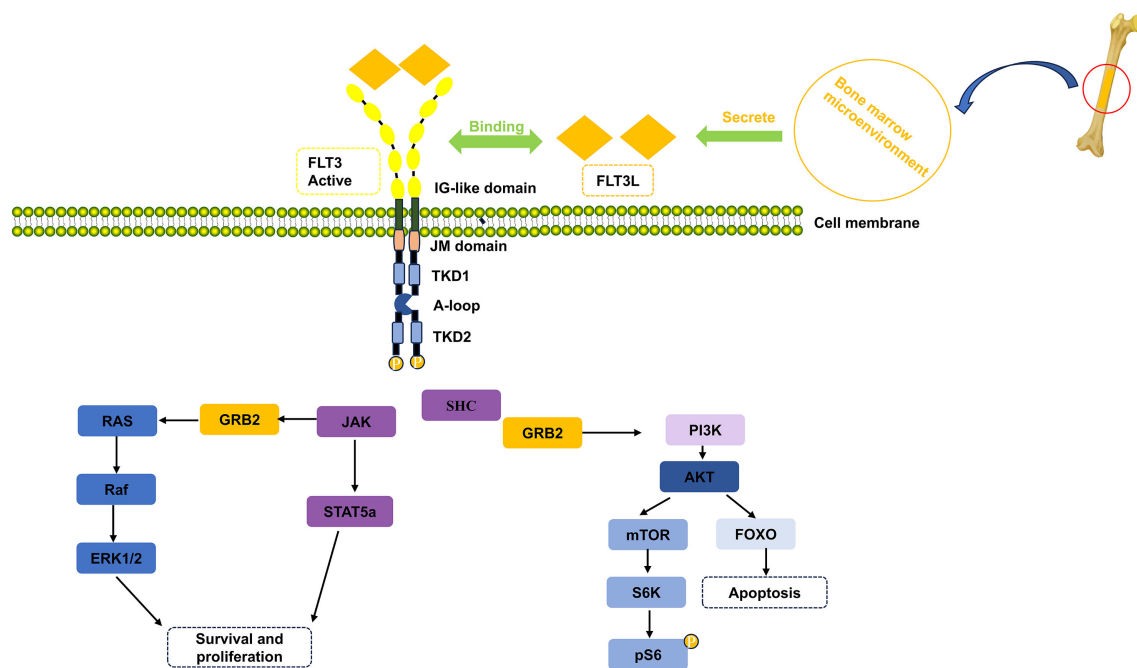 Bone marrow
microenvironment
Secrete
Binding
FLT3
Active
FLT3L
IG-like domain
Cell membrane
JM domain
TKD1
A-loop
TKD2
P
P
SHC
RAS
GRB2
JAK
GRB2
PI3K
AKT
Raf
STAT5a
mTOR
FOXO
ERK1/2
S6K
Apoptosis
Survival and
proliferation
P
pS6